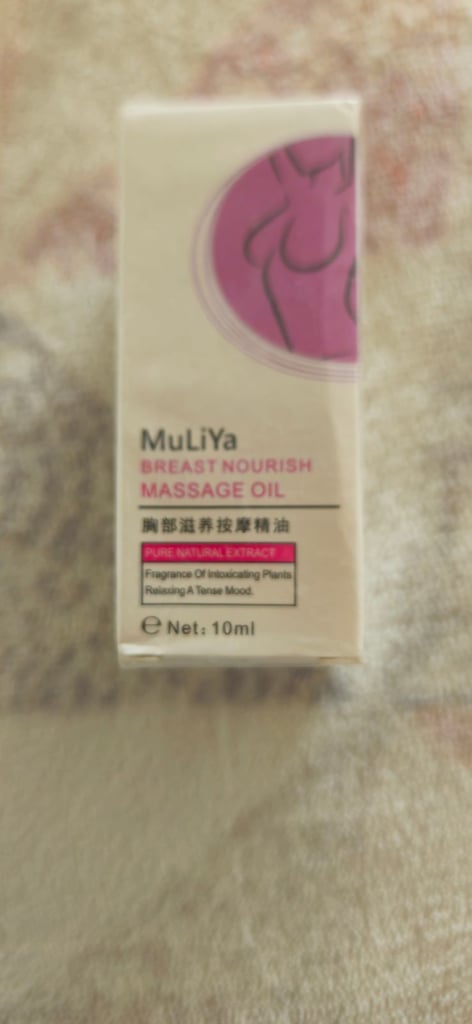 MuLiYa
BREAST NOURISH
MASSAGE OIL
胸部滋养按摩精油
PURE NATURAL EXTRACT
Fragrance Of Intoxicating Plants
Relaxing A Tense Mood.
℮ Net: 10ml